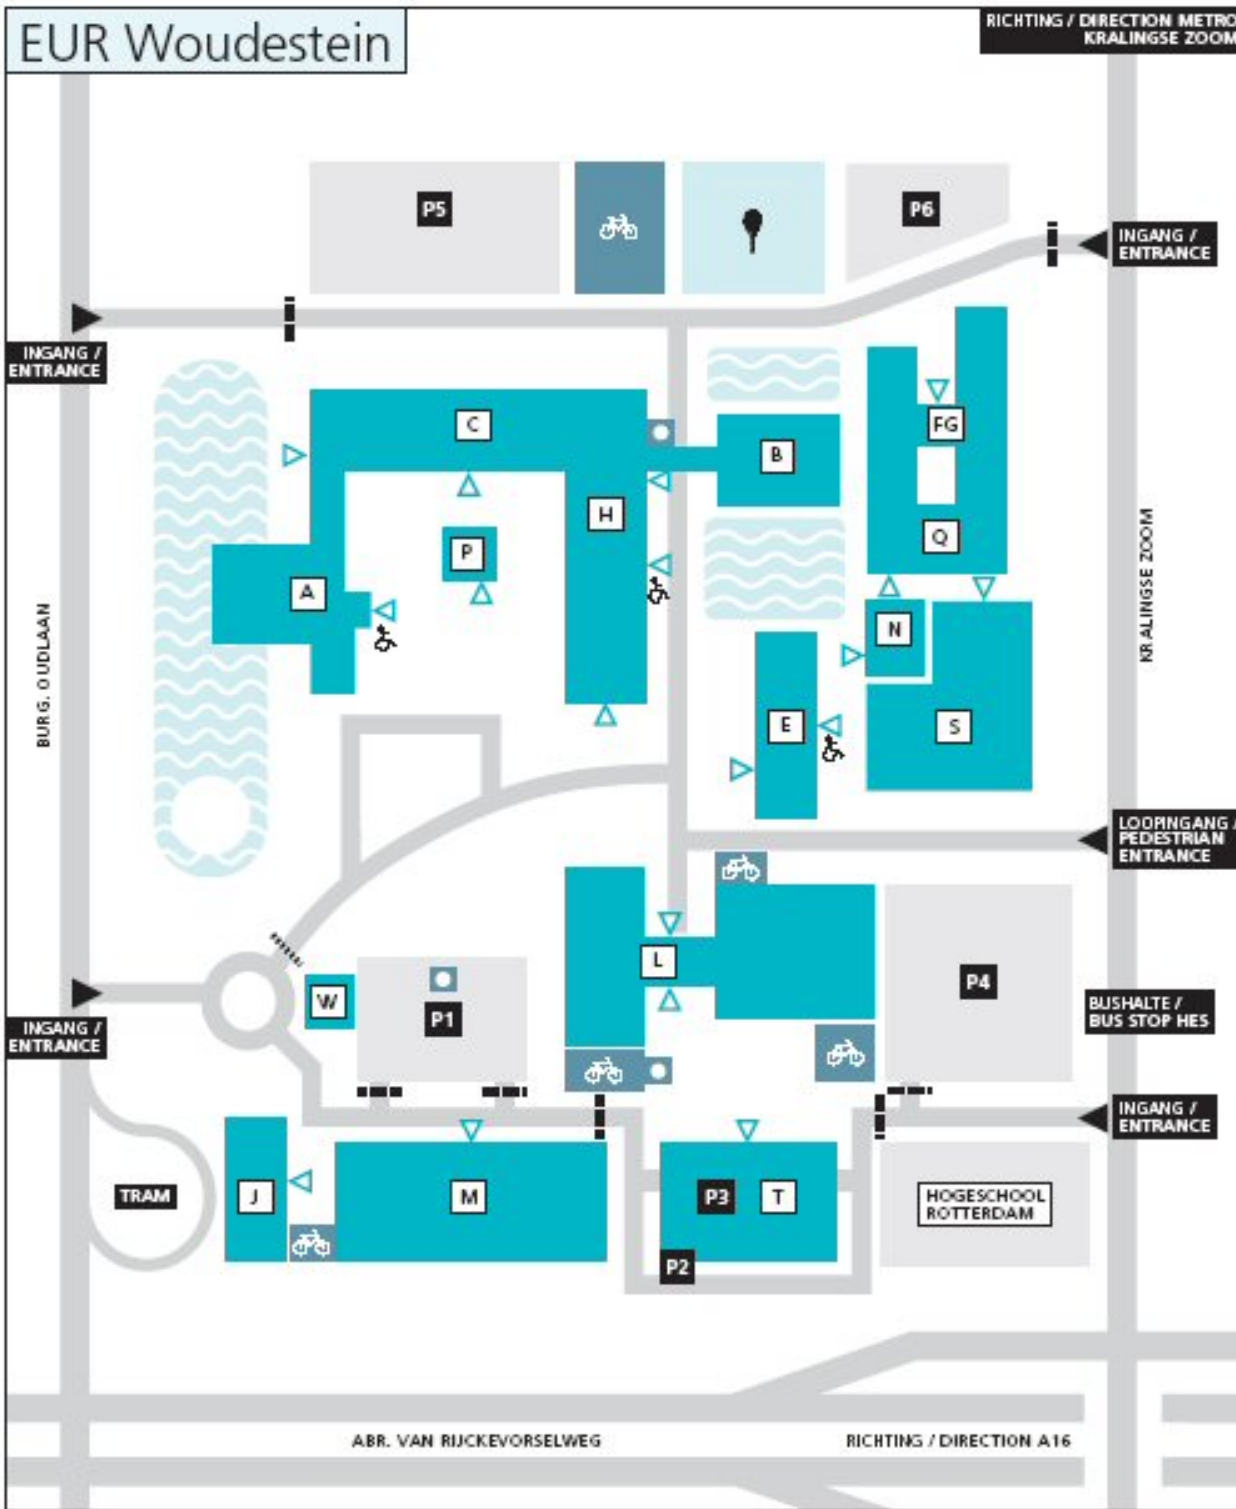 EUR Woudestein
RICHTING / DIRECTION METRO
KRALINGSE ZOOM
P5
P6
INGANG /
ENTRANCE
INGANG /
ENTRANCE
C
FG
B
H
Q
P
A
N
KRALINGSE ZOOM
BURG. OUDLAAN
E
S
LOOPINGANG /
PEDESTRIAN
ENTRANCE
L
P4
W
P1
BUSHALTE /
BUS STOP HES
INGANG /
ENTRANCE
INGANG /
ENTRANCE
TRAM
J
M
P3
T
HOGESCHOOL
ROTTERDAM
P2
ABR. VAN RIJCKEVORSELWEG
RICHTING / DIRECTION A16